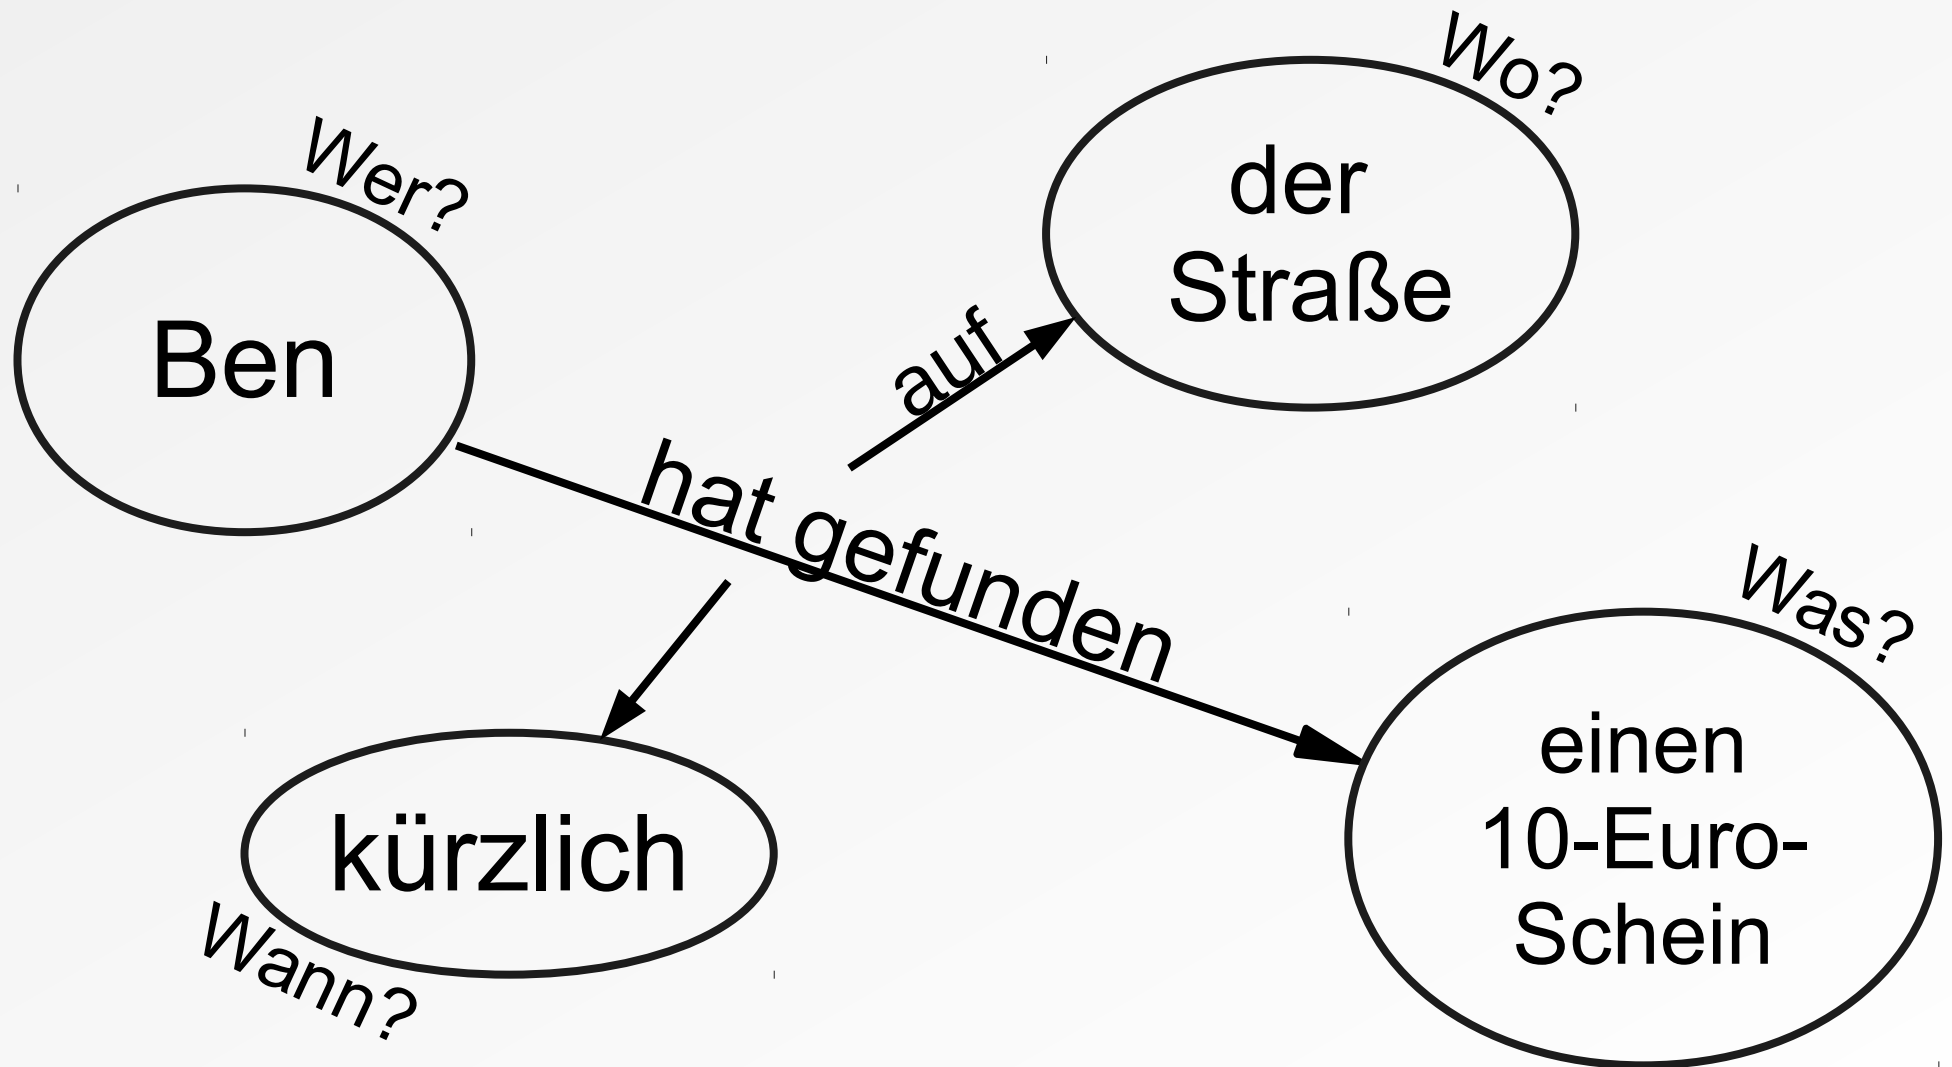 Wo?
Wer?
der
Straße
Ben
auf
hat gefunden
Was?
einen
10-Euro-
Schein
kürzlich
Wann?